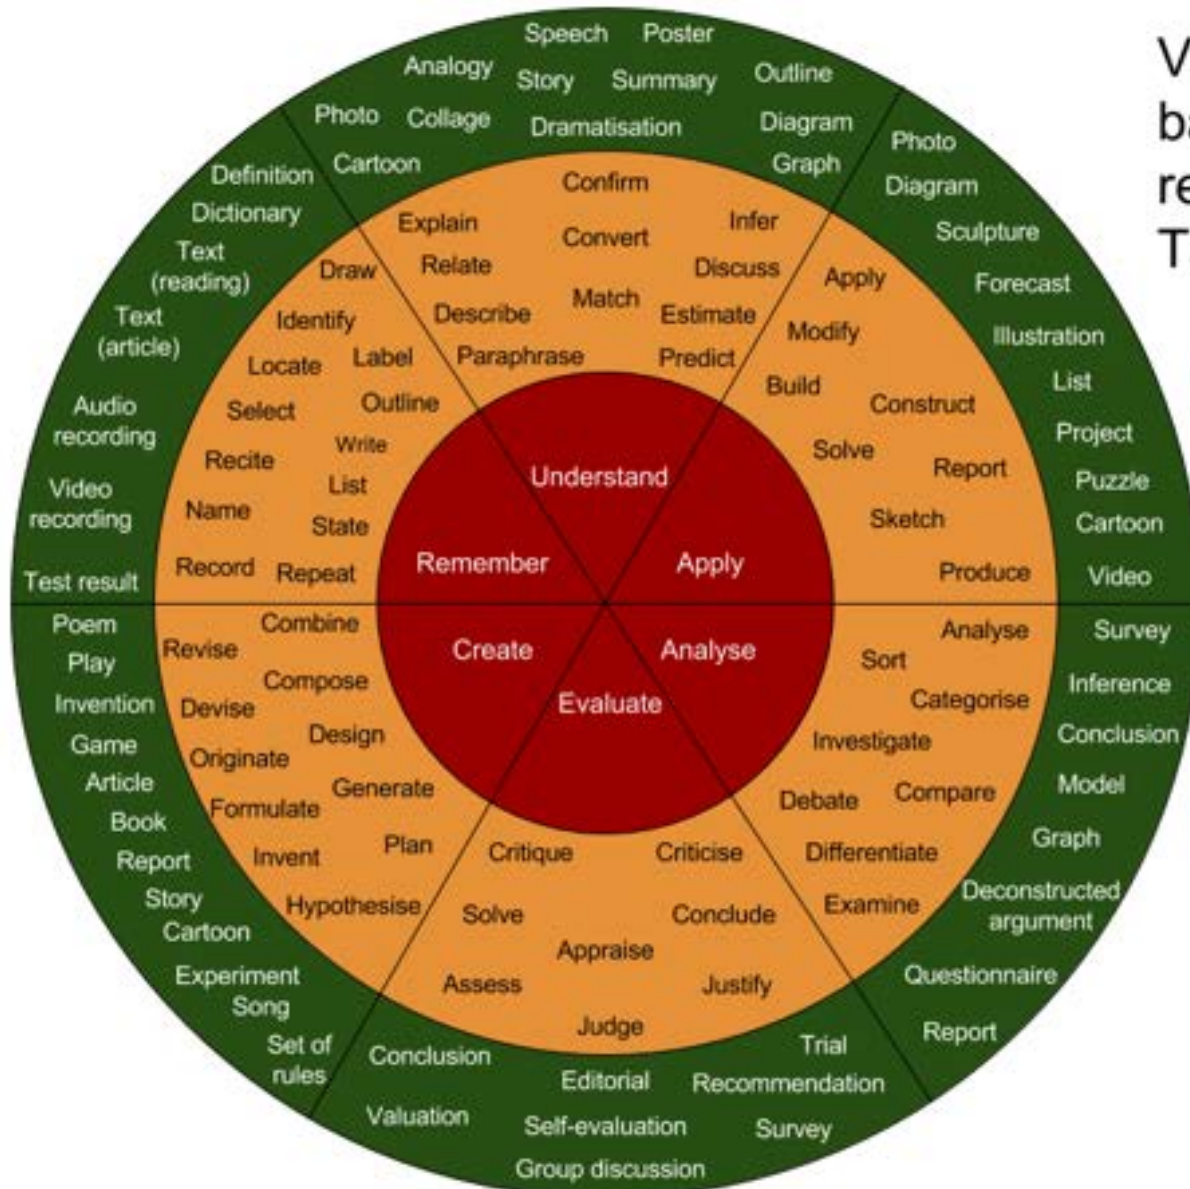 Speech Poster
Analogy Story Summary Outline
Photo Collage Dramatisation Diagram
Cartoon Graph
Confirm
Explain Convert Infer
Relate Match Discuss
Describe Estimate
Paraphrase Predict
Understand
Photo
Diagram
Sculpture
Forecast
Illustration
List
Project
Puzzle
Cartoon
Video
Apply
Modify
Build
Construct
Solve
Report
Sketch
Produce
Apply
Survey
Inference
Conclusion
Model
Graph
Deconstructed
argument
Questionnaire
Report
Analyse
Sort
Categorise
Investigate
Compare
Debate
Differentiate
Examine
Analyse
Evaluate
Critique Criticise
Solve Conclude
Appraise
Assess Justify
Judge
Conclusion Trial
Editorial Recommendation
Valuation Self-evaluation Survey
Group discussion
Create
Combine
Revise
Compose
Devise
Design
Originate
Generate
Formulate
Plan
Invent
Hypothesise
Poem
Play
Invention
Game
Article
Book
Report
Story
Cartoon
Experiment
Song
Set of
rules
Remember
Draw
Identify
Label
Locate
Outline
Select
Write
Recite
List
Name
State
Record
Repeat
Definition
Dictionary
Text
(reading)
Text
(article)
Audio
recording
Video
recording
Test result